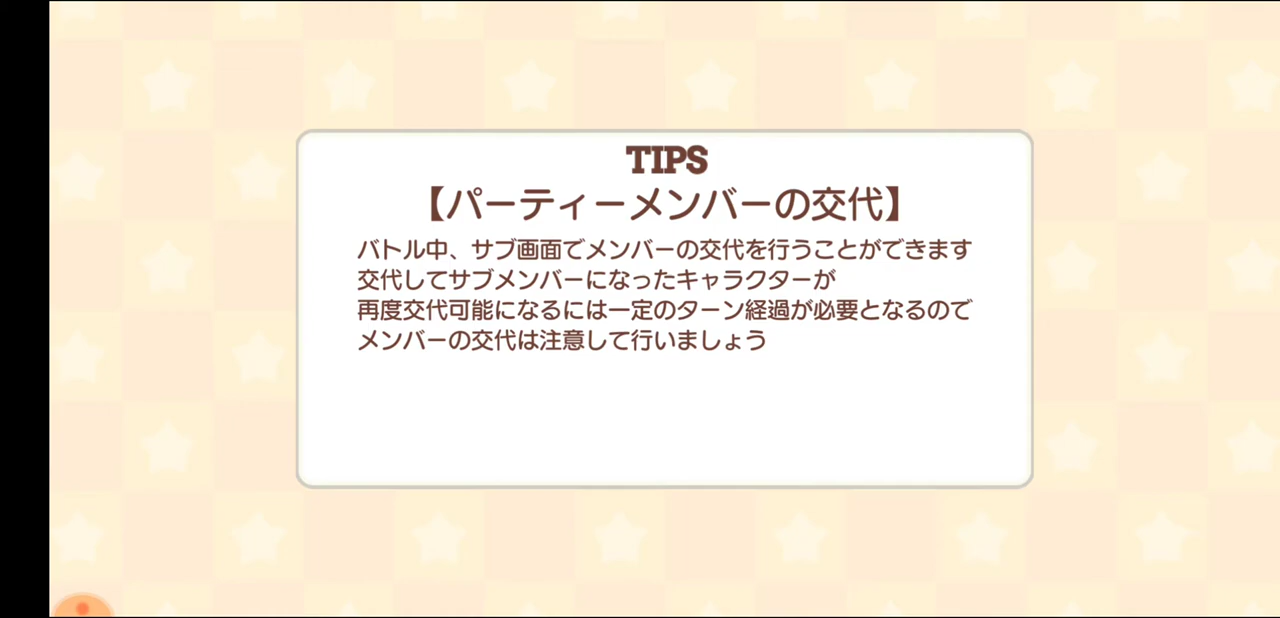 TIPS
【パーティーメンバーの交代】
バトル中、サブ画面でメンバーの交代を行うことができます
交代してサブメンバーになったキャラクターが
再度交代可能になるには一定のターン経過が必要となるので
メンバーの交代は注意して行いましょう